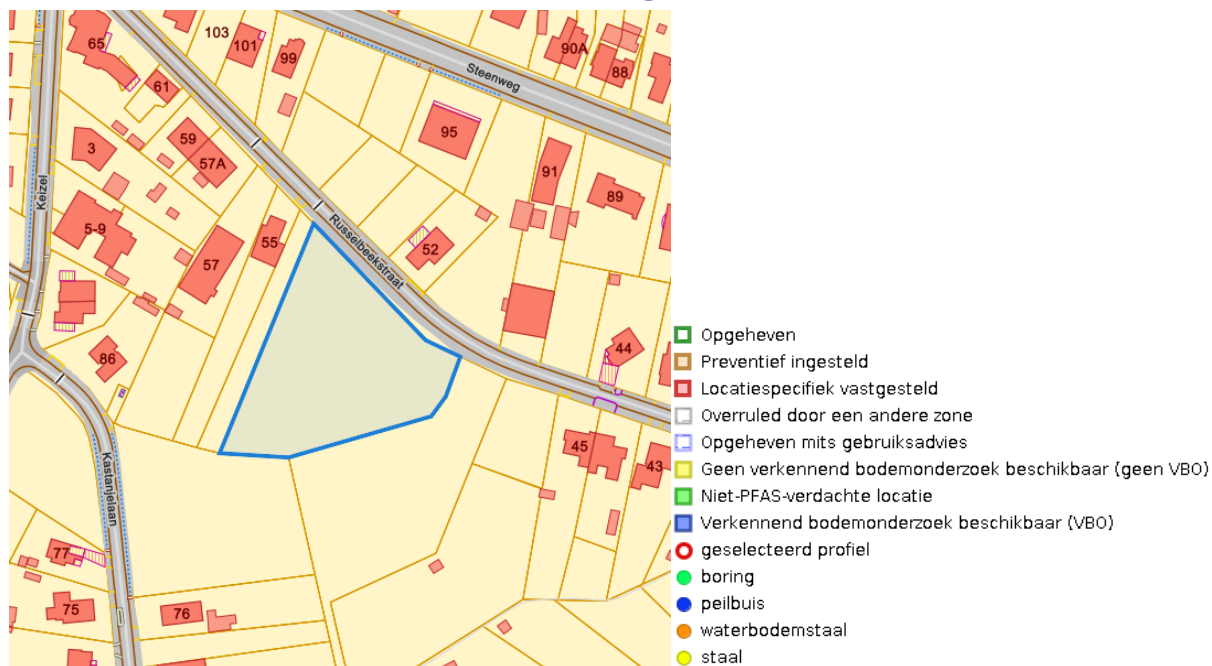 65
103
101
99
90A
88
61
Steenweg
95
59
57A
3
91
89
Keizel
5-9
55
Russelbeekstraat
52
57
44
86
45
43
Kastanjelaan
77
75
76
Opgeheven
Preventief ingesteld
Locatiespecifiek vastgesteld
Overruled door een andere zone
Opgeheven mits gebruiksadvies
Geen verkennend bodemonderzoek beschikbaar (geen VBO)
Niet-PFAS-verdachte locatie
Verkennend bodemonderzoek beschikbaar (VBO)
geselecteerd profiel
boring
peilbuis
waterbodemstaal
staal